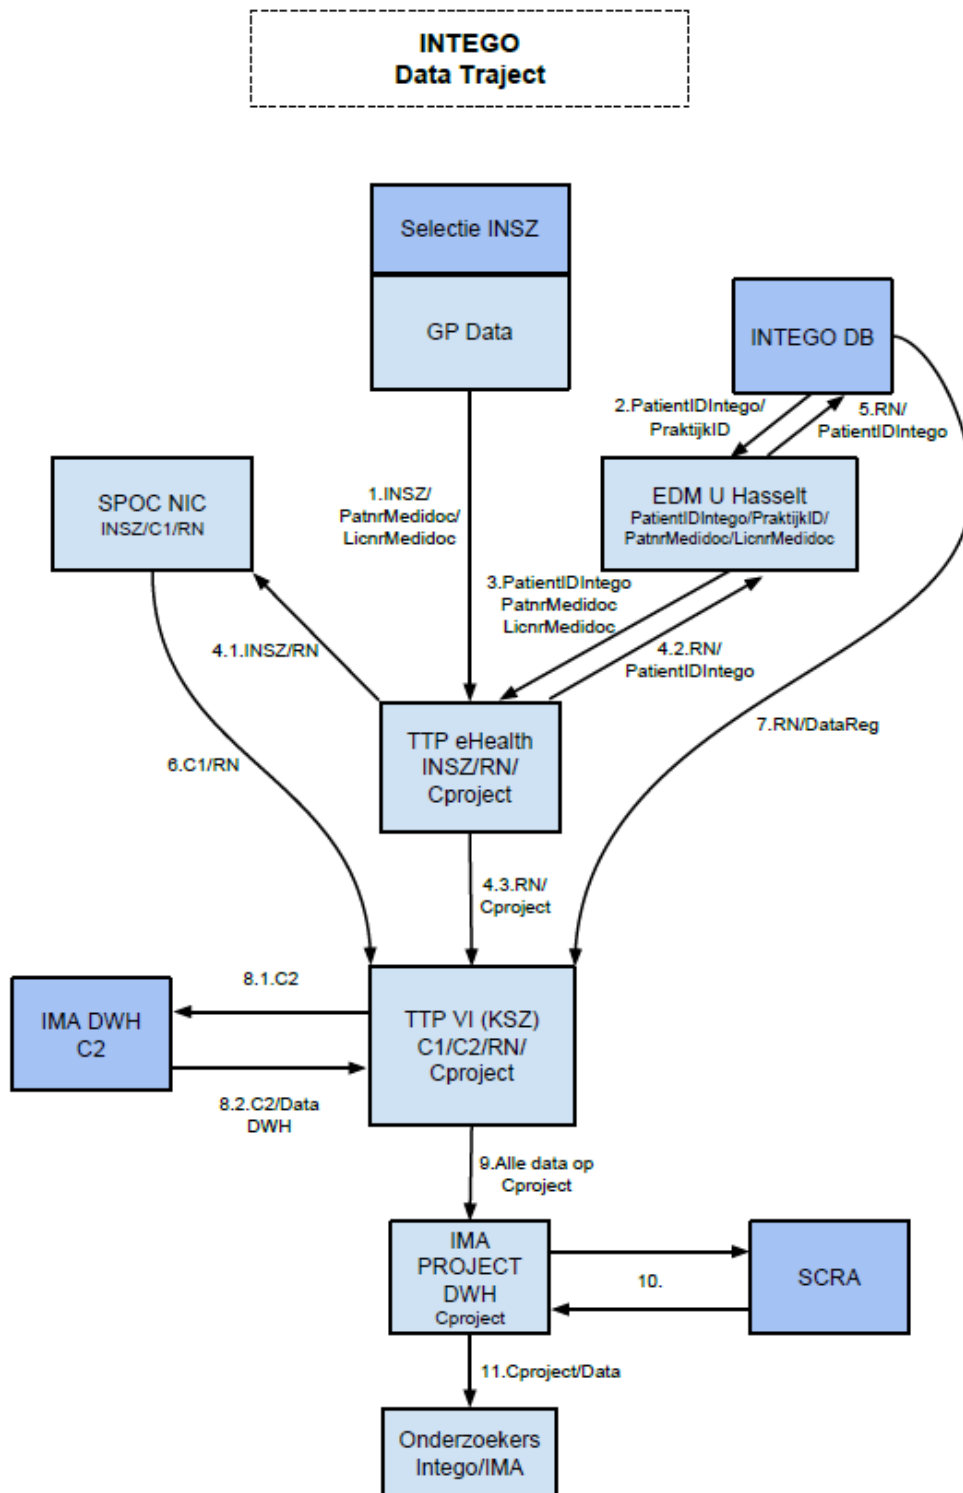 INTEGO
Data Traject
Selectie INSZ
GP Data
INTEGO DB
2.PatientIDIntego/
PraktijkID
5.RN/
PatientIDIntego
SPOC NIC
INSZ/C1/RN
1.INSZ/
PatnrMedidoc/
LicnrMedidoc
EDM U Hasselt
PatientIDIntego/PraktijkID/
PatnrMedidoc/LicnrMedidoc
3.PatientIDIntego
PatnrMedidoc
LicnrMedidoc
4.1.INSZ/RN
4.2.RN/
PatientIDIntego
TTP eHealth
INSZ/RN/
Cproject
7.RN/DataReg
6.C1/RN
4.3.RN/
Cproject
8.1.C2
IMA DWH
C2
TTP VI (KSZ)
C1/C2/RN/
Cproject
8.2.C2/Data
DWH
9.Alle data op
Cproject
IMA
PROJECT
DWH
Cproject
10.
SCRA
11.Cproject/Data
Onderzoekers
Intego/IMA